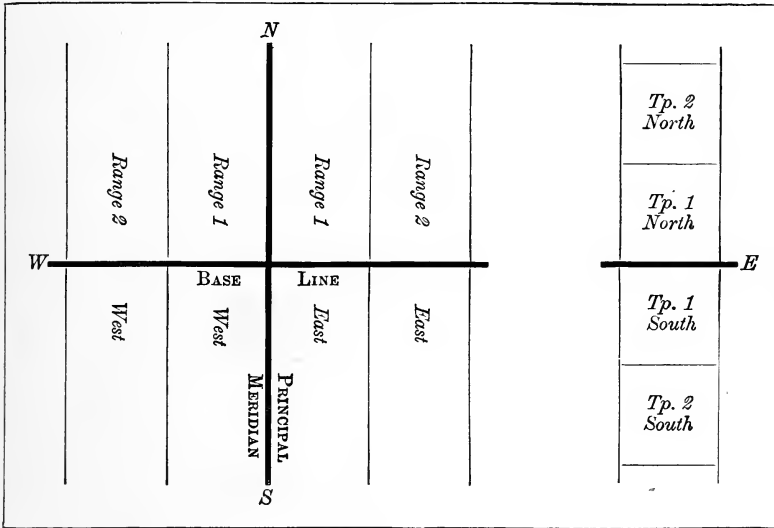 N
Range 2
Range 1
Range 1
Range 2
Tp. 2
North
Tp. 1
North
W
E
BASE LINE
West
West
East
East
Tp. 1
South
PRINCIPAL
MERIDIAN
Tp. 2
South
S